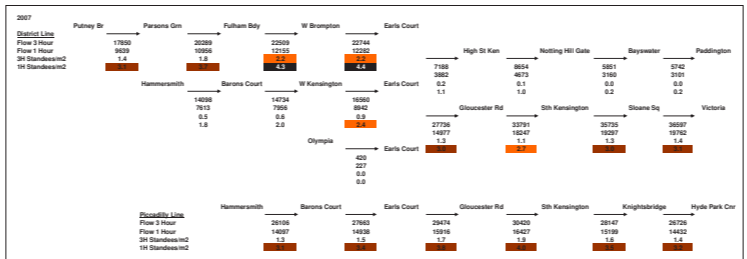 2007
Putney Br Parsons Grn Fulham Bdy W Brompton Earls Court
District Line
Flow 3 Hour 17850 20289 22509 22744
Flow 1 Hour 9639 10956 12155 12282
3H Standees/m2 1.4 1.8 2.2 2.2
1H Standees/m2 3.1 4.3 4.4
High St Ken Notting Hill Gate Bayswater Paddington
7188 8654 5851 5742
3882 4673 3160 3101
0.2 0.1 0.0 0.0
1.1 1.0 0.2 0.2
Hammersmith Barons Court W Kensington Earls Court
14098 14734 16560
7613 7956 8942
0.5 0.6 0.9
1.8 2.0 2.4
Gloucester Rd Sth Kensington Sloane Sq Victoria
27736 33791 35735 36597
14977 18247 19297 19762
1.3 1.1 1.3 1.4
2.7 3.1
Olympia Earls Court
420
227
0.0
0.0
Hammersmith Barons Court Earls Court Gloucester Rd Sth Kensington Knightsbridge Hyde Park Cnr
Piccadilly Line
Flow 3 Hour 26106 27663 29474 30420 28147 26726
Flow 1 Hour 14097 14938 15916 16427 15199 14432
3H Standees/m2 1.3 1.5 1.7 1.9 1.6 1.4
1H Standees/m2 3.1 3.4